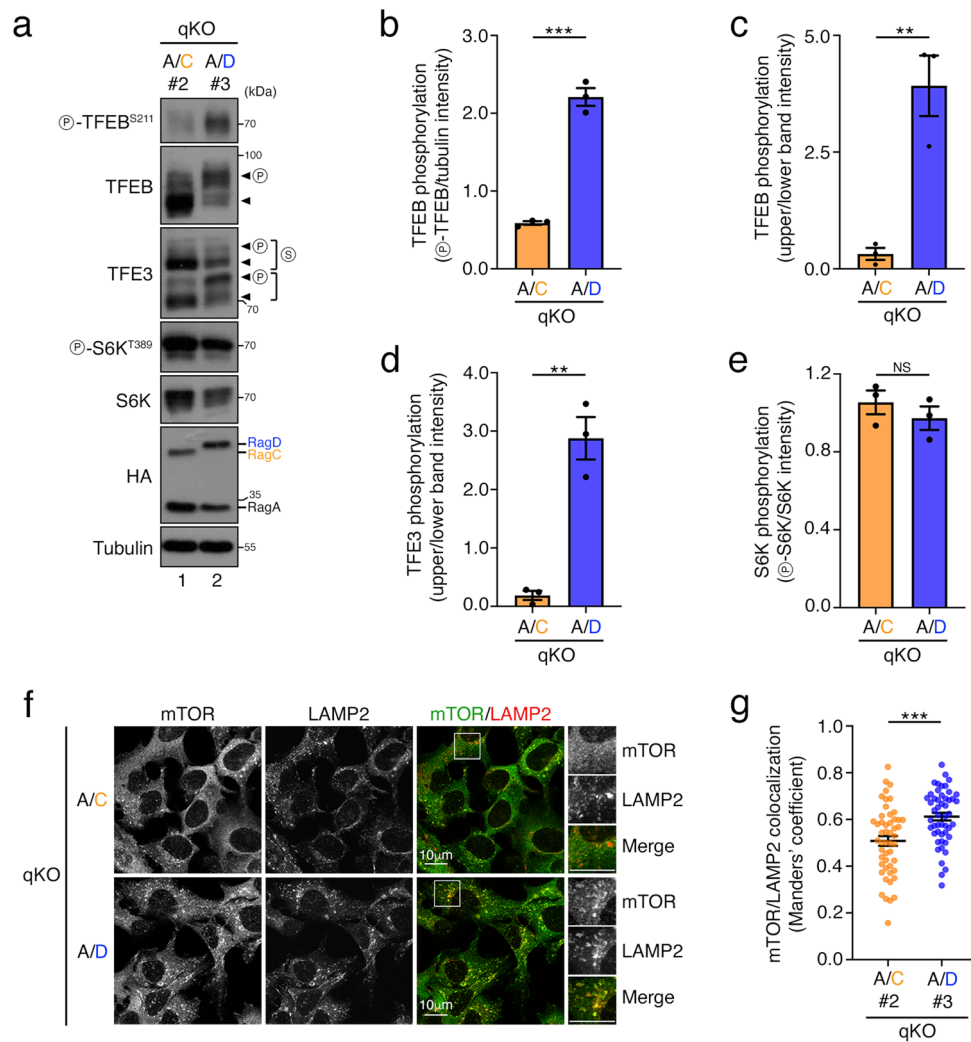 a
qKO
A/C A/D
#2 #3
(kDa)
Ⓟ-TFEB^S211
70
100
TFEB
Ⓟ
TFE3
Ⓟ
Ⓢ
Ⓟ
70
Ⓟ-S6K^T389
70
S6K
70
HA
RagD
RagC
35
RagA
Tubulin
55
1 2
b
TFEB phosphorylation
(Ⓟ-TFEB/tubulin intensity)
3.0
2.0
1.0
0.0
***
A/C A/D
qKO
c
TFEB phosphorylation
(upper/lower band intensity)
5.0
2.5
0.0
**
A/C A/D
qKO
d
TFE3 phosphorylation
(upper/lower band intensity)
4.0
3.0
2.0
1.0
0.0
**
A/C A/D
qKO
e
S6K phosphorylation
(Ⓟ-S6K/S6K intensity)
1.2
0.8
0.4
0.0
NS
A/C A/D
qKO
f
mTOR LAMP2 mTOR/LAMP2
qKO
A/C
10μm
mTOR
LAMP2
Merge
A/D
10μm
mTOR
LAMP2
Merge
g
mTOR/LAMP2 colocalization
(Manders' coefficient)
1.0
0.8
0.6
0.4
0.2
0.0
***
A/C A/D
#2 #3
qKO